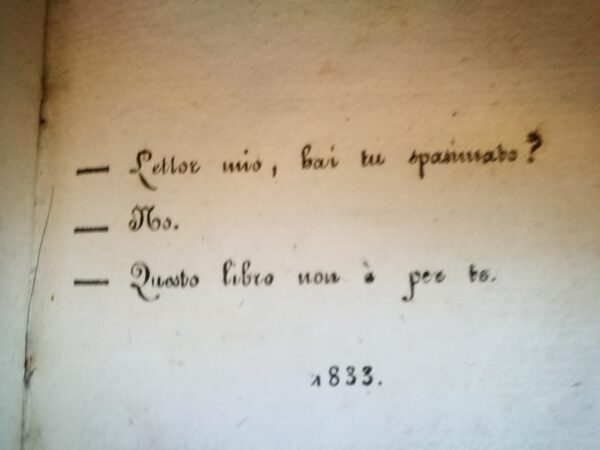 — Lettor mio, hai tu spasimato?
— No.
— Questo libro non è per te.
1833.